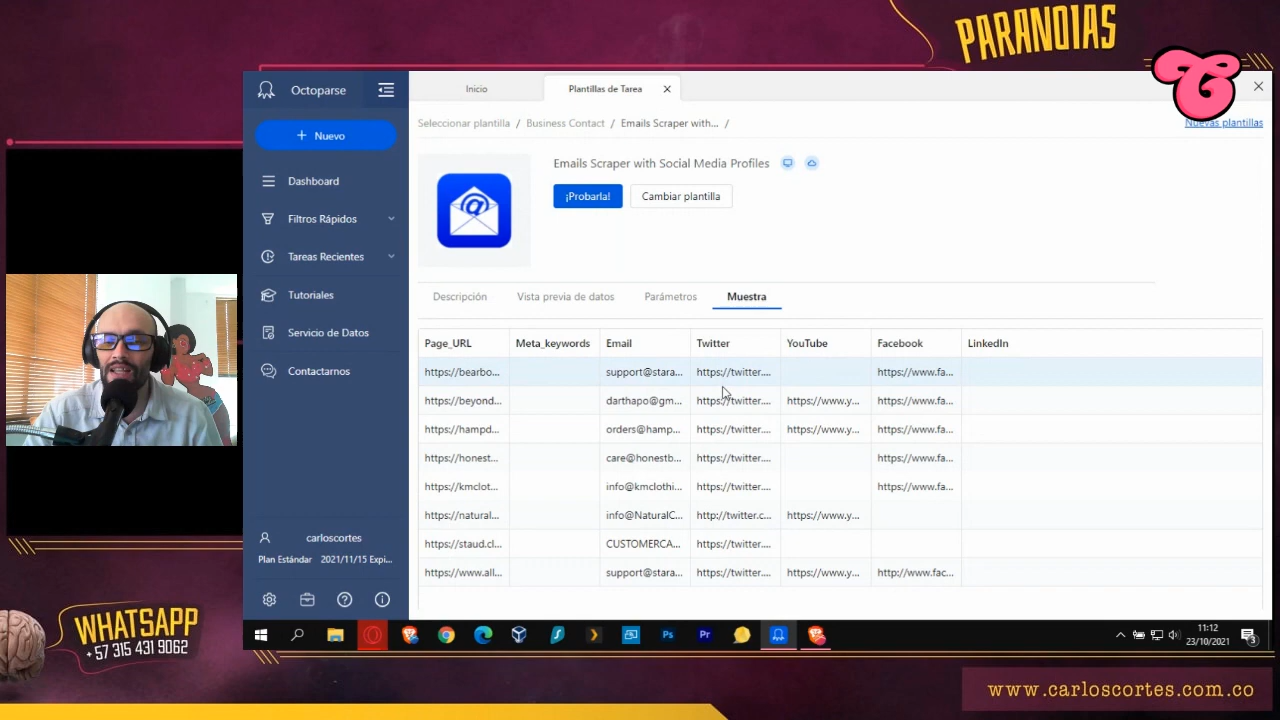 PARANOIAS
Octoparse
Inicio
Plantillas de Tarea
Seleccionar plantilla / Business Contact / Emails Scraper with... /
Nuevas plantillas
+ Nuevo
Emails Scraper with Social Media Profiles
¡Probarla!
Cambiar plantilla
Dashboard
Filtros Rápidos
Tareas Recientes
Tutoriales
Servicio de Datos
Contactarnos
Descripción
Vista previa de datos
Parámetros
Muestra
Page_URL Meta_keywords Email Twitter YouTube Facebook LinkedIn
https://bearbo... support@stara... https://twitter.... https://www.fa...
https://beyond... darthapo@gm... https://twitter.... https://www.y... https://www.fa...
https://hampd... orders@hamp... https://twitter.... https://www.y... https://www.fa...
https://honest... care@honestb... https://twitter.... https://www.fa...
https://kmclot... info@kmclothi... https://twitter.... https://www.fa...
https://natural... info@NaturalC... http://twitter.c... https://www.y...
https://staud.cl... CUSTOMERCA... https://twitter....
https://www.all... support@stara... https://twitter.... https://www.y... http://www.fac...
carloscortes
Plan Estándar 2021/11/15 Expi...
Ps
Pr
11:12
23/10/2021
3
WHATSAPP
+ 57 315 431 9062
www.carloscortes.com.co